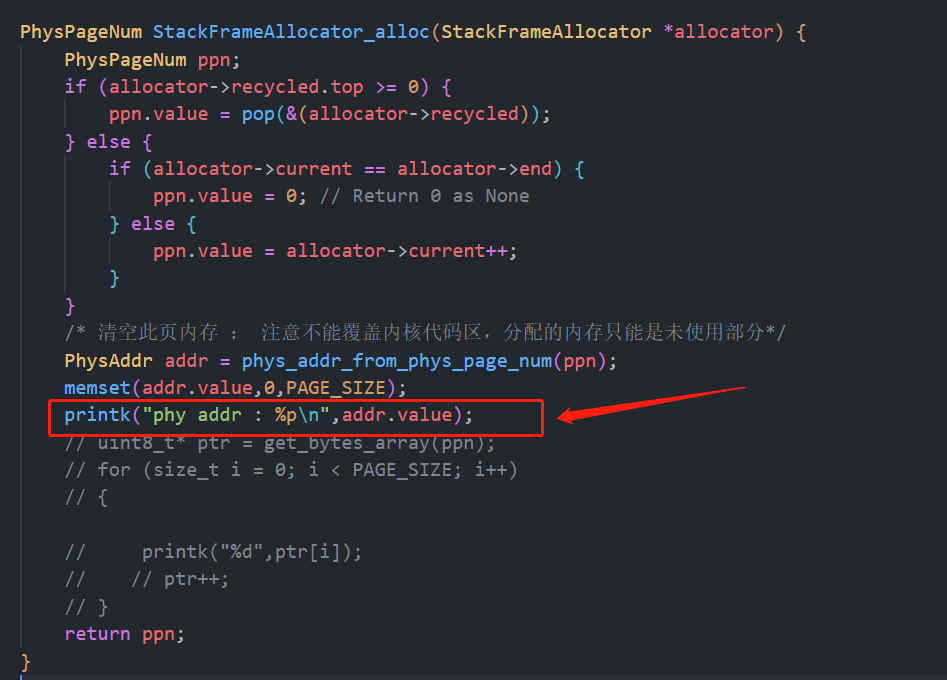 PhysPageNum StackFrameAllocator_alloc(StackFrameAllocator *allocator) {
    PhysPageNum ppn;
    if (allocator->recycled.top >= 0) {
        ppn.value = pop(&(allocator->recycled));
    } else {
        if (allocator->current == allocator->end) {
            ppn.value = 0; // Return 0 as None
        } else {
            ppn.value = allocator->current++;
        }
    }
    /* 清空此页内存 ： 注意不能覆盖内核代码区，分配的内存只能是未使用部分*/
    PhysAddr addr = phys_addr_from_phys_page_num(ppn);
    memset(addr.value,0,PAGE_SIZE);
    printk("phy addr : %p\n",addr.value);
    // uint8_t* ptr = get_bytes_array(ppn);
    // for (size_t i = 0; i < PAGE_SIZE; i++)
    // {
    //     printk("%d",ptr[i]);
    //    // ptr++;
    // }
    return ppn;
}